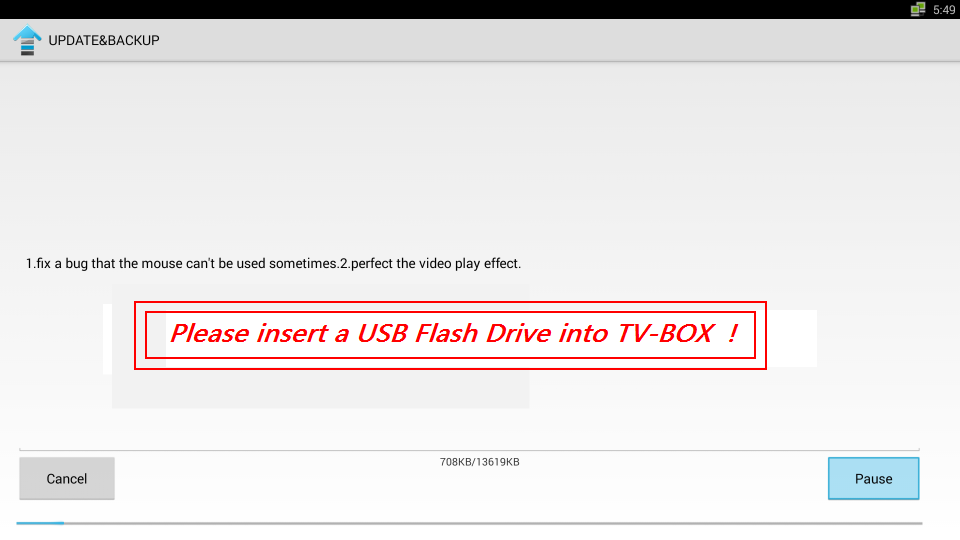 5:49
UPDATE&BACKUP
1.fix a bug that the mouse can't be used sometimes.2.perfect the video play effect.
Please insert a USB Flash Drive into TV-BOX !
708KB/13619KB
Cancel
Pause